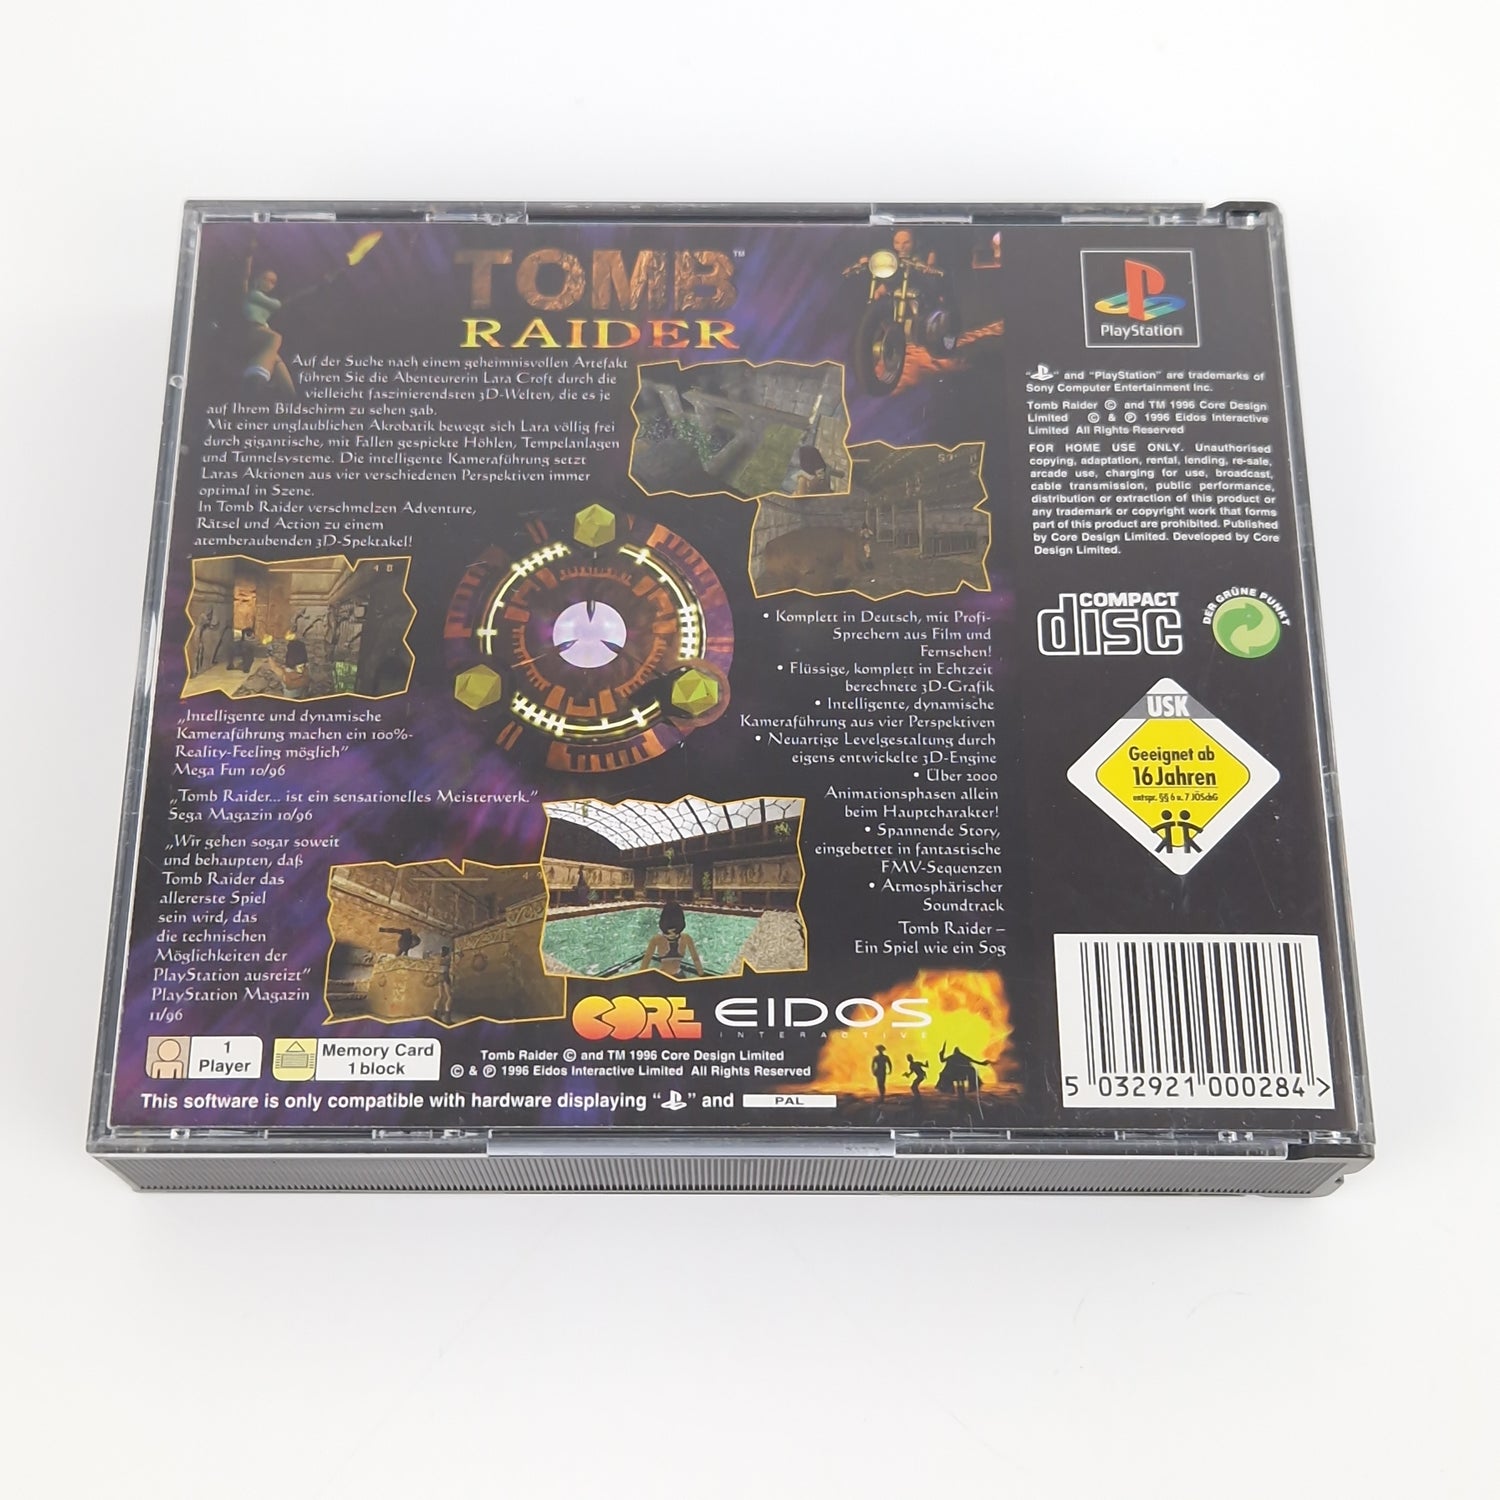 TOMB™
RAIDER
Auf der Suche nach einem geheimnisvollen Artefakt
führen Sie die Abenteurerin Lara Croft durch die
vielleicht faszinierendsten 3D-Welten, die es je
auf Ihrem Bildschirm zu sehen gab.
Mit einer unglaublichen Akrobatik bewegt sich Lara völlig frei
durch gigantische, mit Fallen gespickte Höhlen, Tempelanlagen
und Tunnelsysteme. Die intelligente Kameraführung setzt
Laras Aktionen aus vier verschiedenen Perspektiven immer
optimal in Szene.
In Tomb Raider verschmelzen Adventure,
Rätsel und Action zu einem
atemberaubenden 3D-Spektakel!
„Intelligente und dynamische
Kameraführung machen ein 100%-
Reality-Feeling möglich”
Mega Fun 10/96
„Tomb Raider... ist ein sensationelles Meisterwerk.”
Sega Magazin 10/96
„Wir gehen sogar soweit
und behaupten, daß
Tomb Raider das
allererste Spiel
sein wird, das
die technischen
Möglichkeiten der
PlayStation ausreizt”
PlayStation Magazin
11/96
• Komplett in Deutsch, mit Profi-
Sprechern aus Film und
Fernsehen!
• Flüssige, komplett in Echtzeit
berechnete 3D-Grafik
• Intelligente, dynamische
Kameraführung aus vier Perspektiven
• Neuartige Levelgestaltung durch
eigens entwickelte 3D-Engine
• Über 2000
Animationsphasen allein
beim Hauptcharakter!
• Spannende Story,
eingebettet in fantastische
FMV-Sequenzen
• Atmosphärischer
Soundtrack
Tomb Raider –
Ein Spiel wie ein Sog
CORE EIDOS
INTERACTIVE
1
Player
Memory Card
1 block
Tomb Raider © and TM 1996 Core Design Limited
© & ℗ 1996 Eidos Interactive Limited All Rights Reserved
This software is only compatible with hardware displaying “ ” and PAL
PlayStation
“ ” and “PlayStation” are trademarks of
Sony Computer Entertainment Inc.
Tomb Raider © and TM 1996 Core Design
Limited © & ℗ 1996 Eidos Interactive
Limited All Rights Reserved
FOR HOME USE ONLY. Unauthorised
copying, adaptation, rental, lending, re-sale,
arcade use, charging for use, broadcast,
cable transmission, public performance,
distribution or extraction of this product or
any trademark or copyright work that forms
part of this product are prohibited. Published
by Core Design Limited. Developed by Core
Design Limited.
COMPACT
disc
DER GRÜNE PUNKT
USK
Geeignet ab
16 Jahren
entspr. §§ 6 u. 7 JÖSchG
5 032921 000284 >